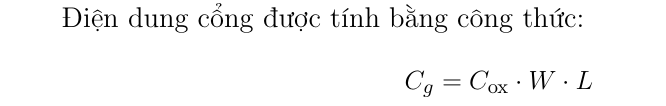 Điện dung cổng được tính bằng công thức:
C_g = C_ox · W · L